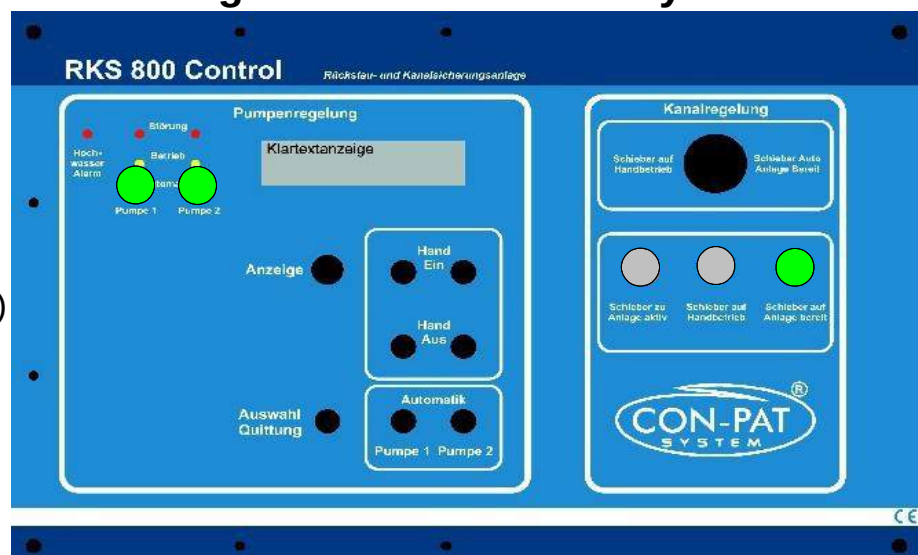 RKS 800 Control
Rückstau- und Kanalsicherungsanlage
Pumpenregelung
Störung
Hoch-
wasser
Alarm
Betrieb
Pumpe 1 Pumpe 2
Klartextanzeige
Anzeige
Hand
Ein
Hand
Aus
Auswahl
Quittung
Automatik
Pumpe 1 Pumpe 2
Kanalregelung
Schieber auf
Handbetrieb
Schieber Auto
Anlage Bereit
Schieber zu
Anlage aktiv
Schieber auf
Handbetrieb
Schieber auf
Anlage bereit
CON-PAT ®
SYSTEM
CE